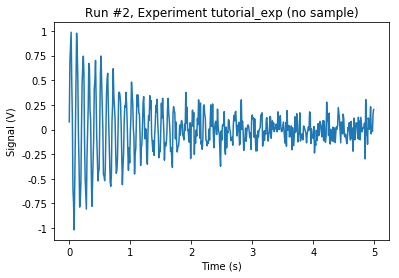 Run #2, Experiment tutorial_exp (no sample)
Signal (V)
1
0.75
0.5
0.25
0
-0.25
-0.5
-0.75
-1
0 1 2 3 4 5
Time (s)